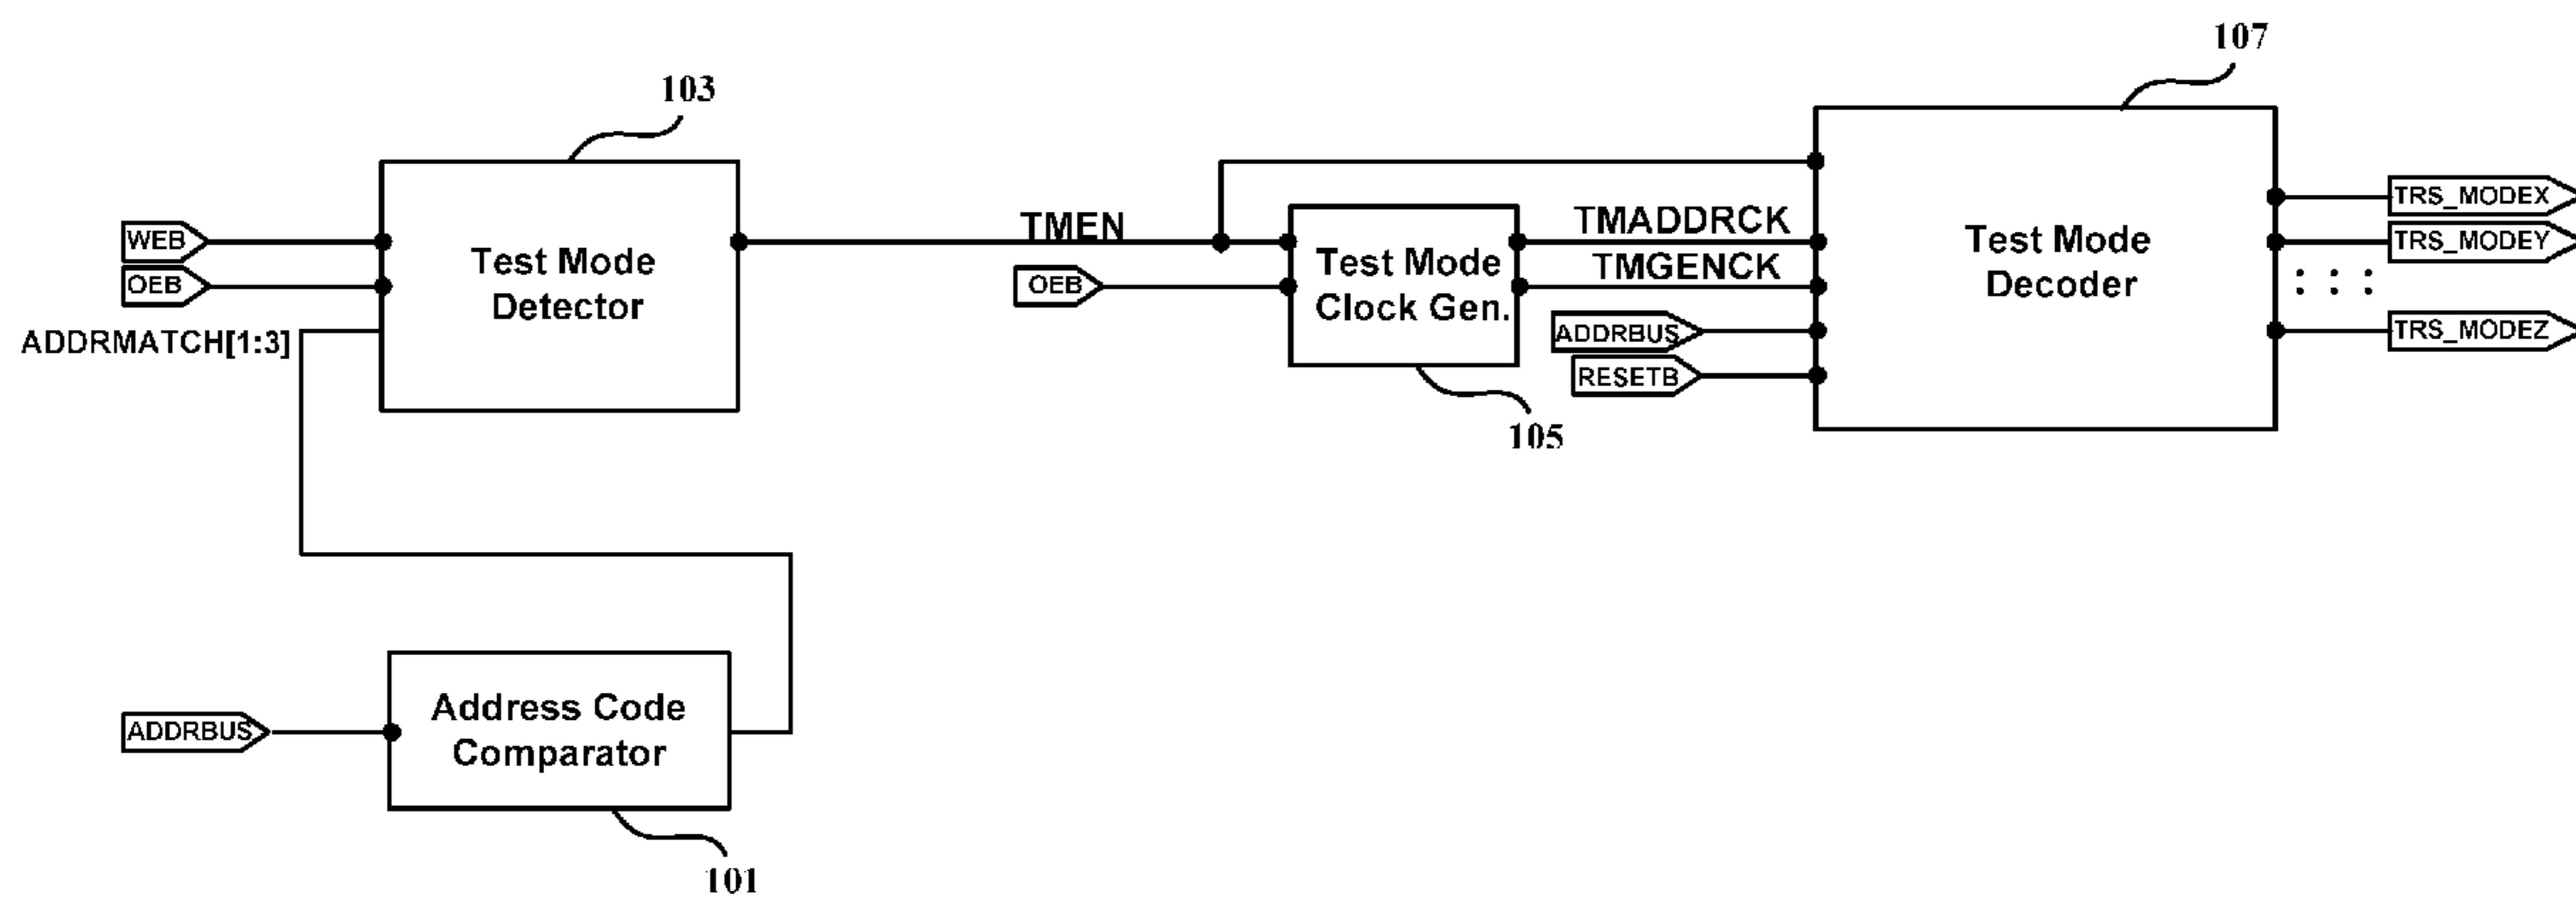 107
103
WEB
OEB
ADDRMATCH[1:3]
Test Mode
Detector
TMEN
OEB
Test Mode
Clock Gen.
TMADDRCK
TMGENCK
ADDRBUS
RESETB
105
Test Mode
Decoder
TRS_MODEX
TRS_MODEY
: : :
TRS_MODEZ
ADDRBUS
Address Code
Comparator
101